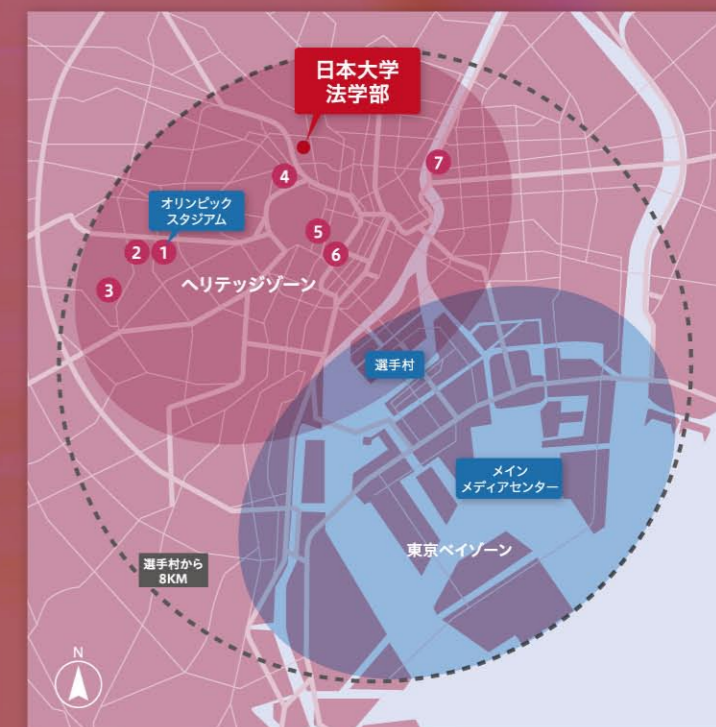 日本大学
法学部
7
4
オリンピック
スタジアム
5
2
1
6
3
ヘリテッジゾーン
選手村
メイン
メディアセンター
東京ベイゾーン
選手村から
8KM
N